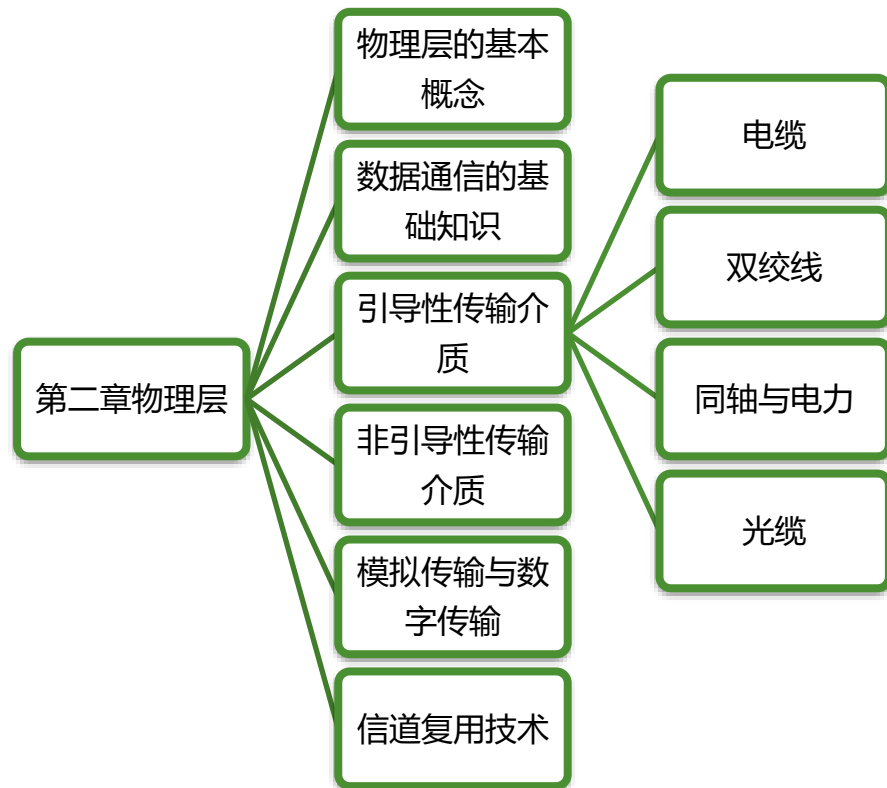 第二章物理层
物理层的基本
概念
数据通信的基
础知识
引导性传输介
质
非引导性传输
介质
模拟传输与数
字传输
信道复用技术
电缆
双绞线
同轴与电力
光缆